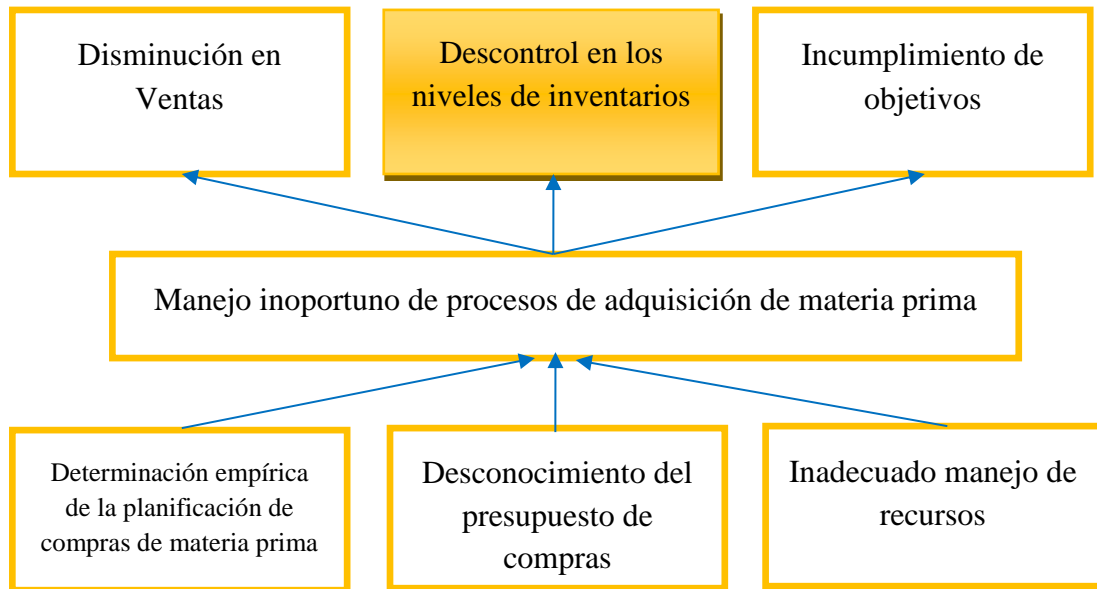 Disminución en
Ventas
Descontrol en los
niveles de inventarios
Incumplimiento de
objetivos
Manejo inoportuno de procesos de adquisición de materia prima
Determinación empírica
de la planificación de
compras de materia prima
Desconocimiento del
presupuesto de
compras
Inadecuado manejo de
recursos